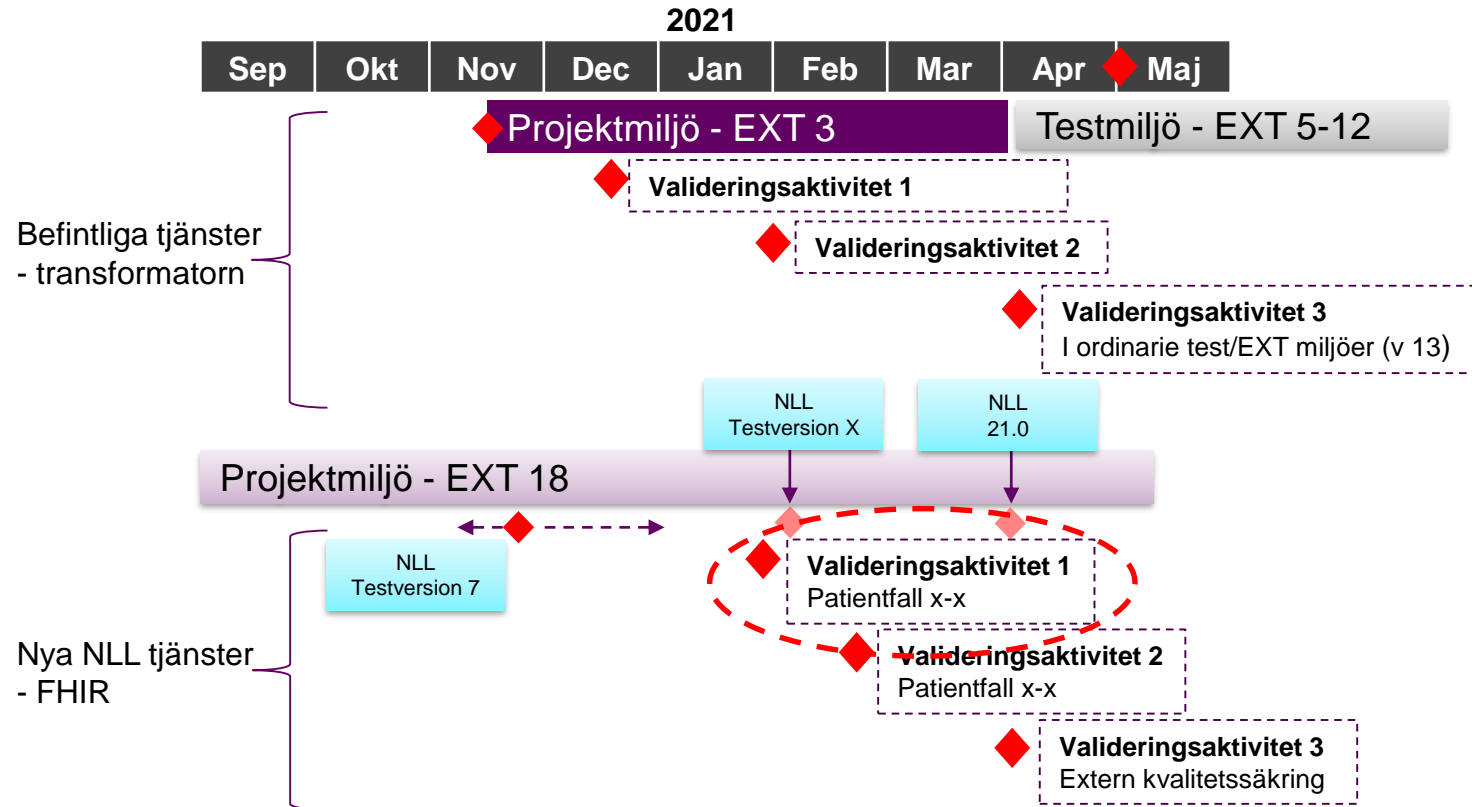 2021
Sep Okt Nov Dec Jan Feb Mar Apr Maj
Projektmiljö - EXT 3
Testmiljö - EXT 5-12
Valideringsaktivitet 1
Valideringsaktivitet 2
Befintliga tjänster
- transformatorn
Valideringsaktivitet 3
I ordinarie test/EXT miljöer (v 13)
NLL
Testversion X
NLL
21.0
Projektmiljö - EXT 18
NLL
Testversion 7
Valideringsaktivitet 1
Patientfall x-x
Nya NLL tjänster
- FHIR
Valideringsaktivitet 2
Patientfall x-x
Valideringsaktivitet 3
Extern kvalitetssäkring